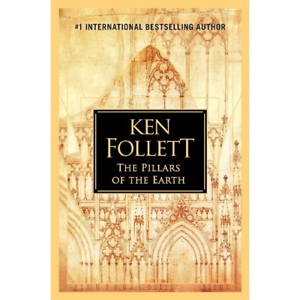 #1 INTERNATIONAL BESTSELLING AUTHOR
KEN
FOLLETT
THE PILLARS
OF THE EARTH